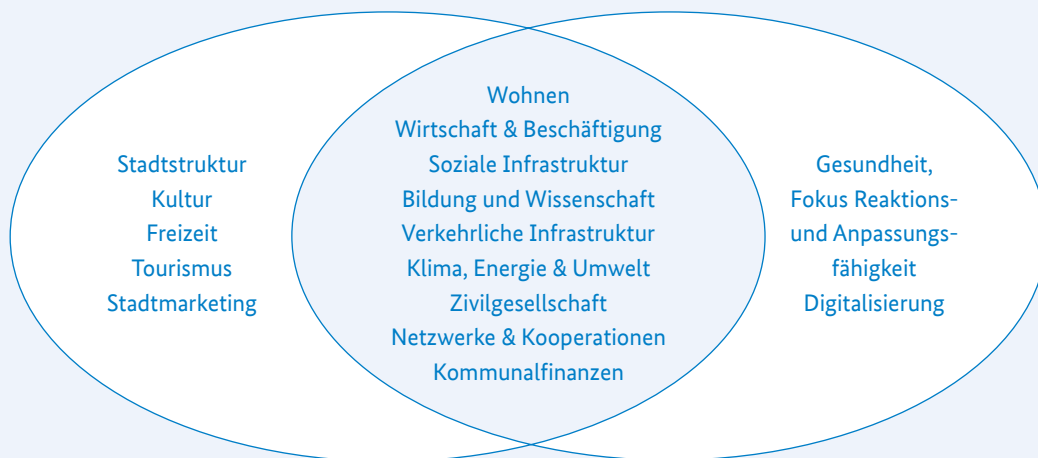 Stadtstruktur
Kultur
Freizeit
Tourismus
Stadtmarketing
Wohnen
Wirtschaft & Beschäftigung
Soziale Infrastruktur
Bildung und Wissenschaft
Verkehrliche Infrastruktur
Klima, Energie & Umwelt
Zivilgesellschaft
Netzwerke & Kooperationen
Kommunalfinanzen
Gesundheit,
Fokus Reaktions-
und Anpassungs-
fähigkeit
Digitalisierung